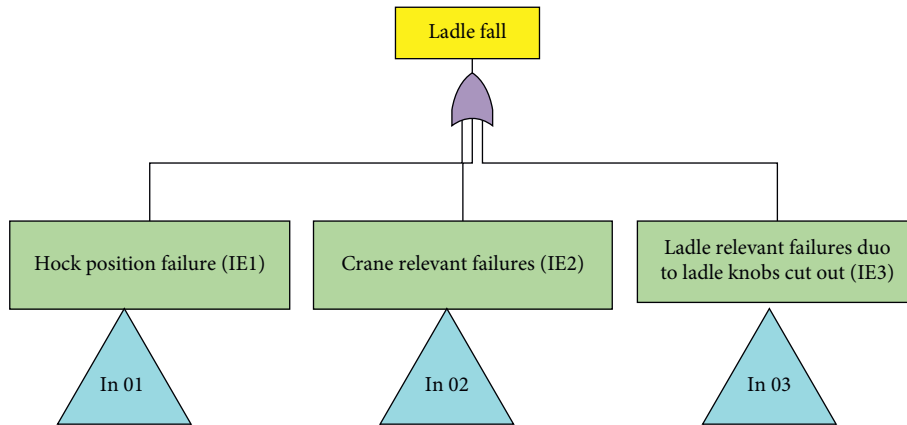 Ladle fall
Hock position failure (IE1)
Crane relevant failures (IE2)
Ladle relevant failures duo
to ladle knobs cut out (IE3)
In 01
In 02
In 03